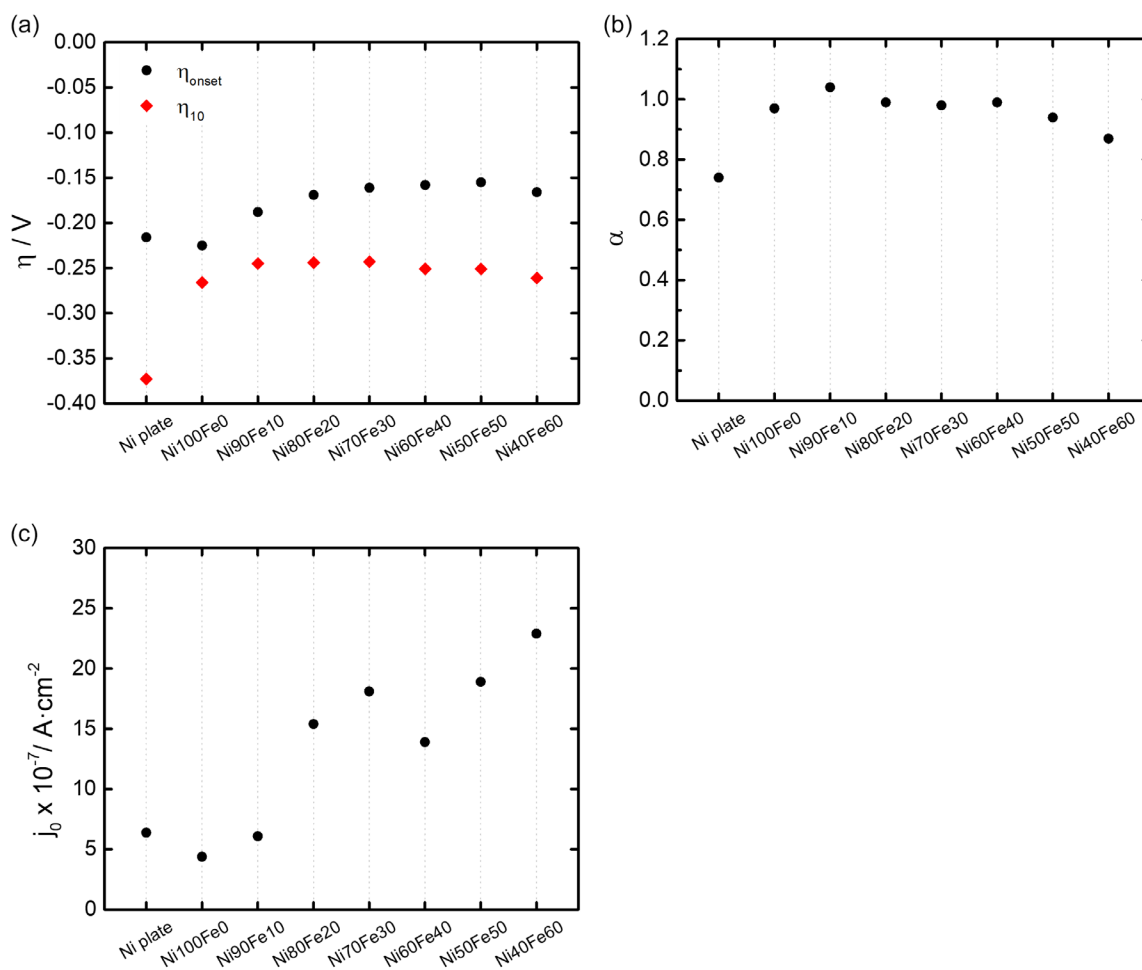 (a)
0.00
-0.05
-0.10
-0.15
-0.20
-0.25
-0.30
-0.35
-0.40
η / V
ηonset
η10
Ni plate
Ni100Fe0
Ni90Fe10
Ni80Fe20
Ni70Fe30
Ni60Fe40
Ni50Fe50
Ni40Fe60
(b)
1.2
1.0
0.8
0.6
0.4
0.2
0.0
α
Ni plate
Ni100Fe0
Ni90Fe10
Ni80Fe20
Ni70Fe30
Ni60Fe40
Ni50Fe50
Ni40Fe60
(c)
30
25
20
15
10
5
0
j0 x 10-7/ A·cm-2
Ni plate
Ni100Fe0
Ni90Fe10
Ni80Fe20
Ni70Fe30
Ni60Fe40
Ni50Fe50
Ni40Fe60